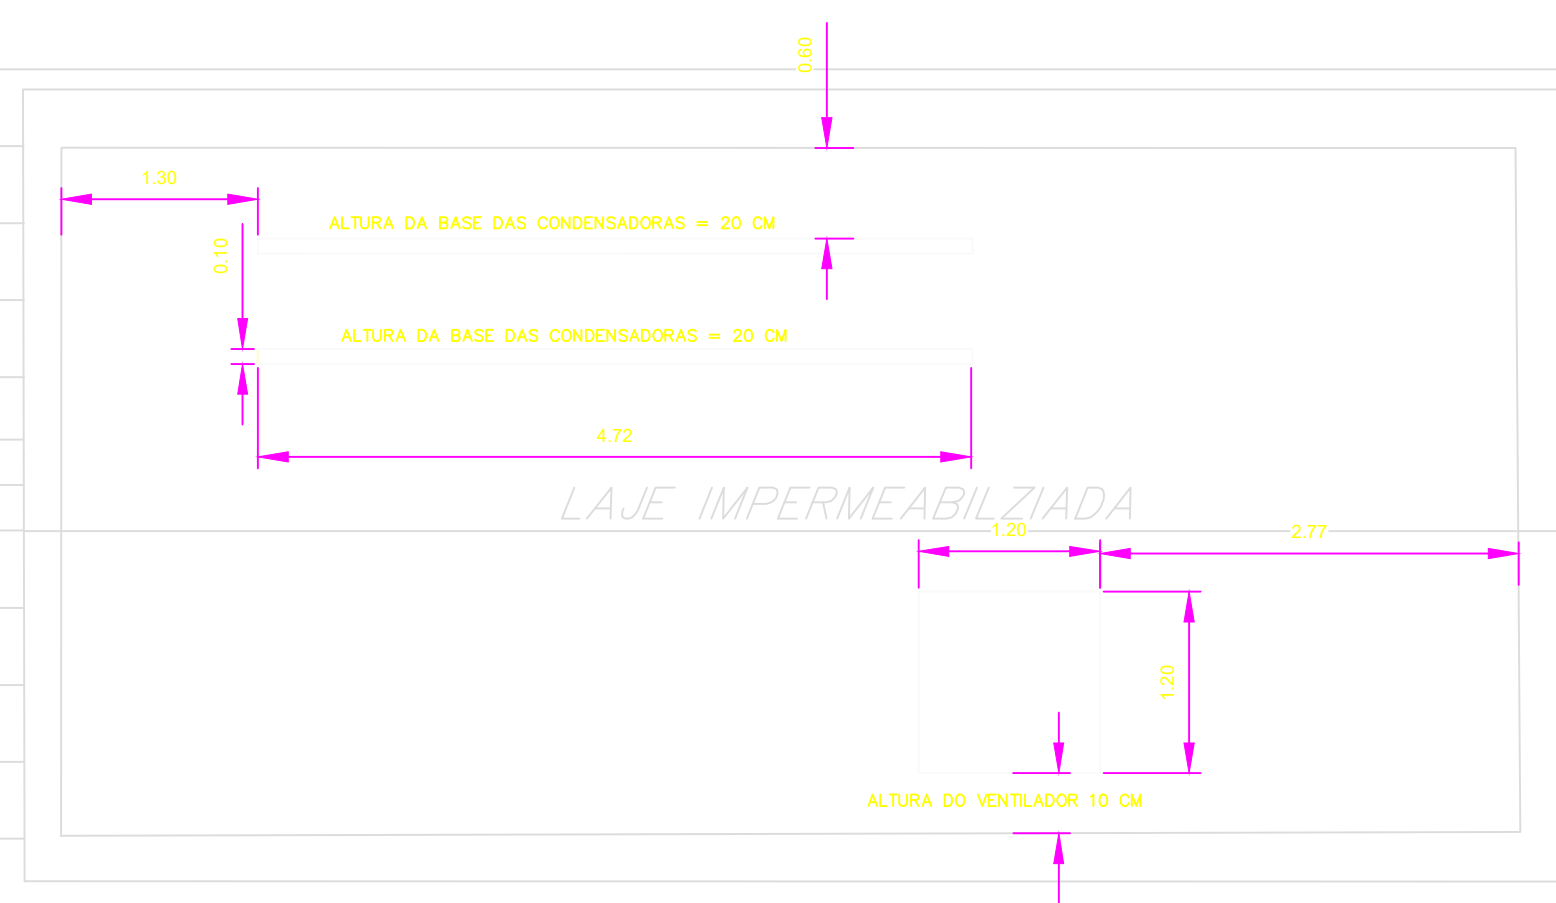 0.60
1.30
ALTURA DA BASE DAS CONDENSADORAS = 20 CM
0.10
ALTURA DA BASE DAS CONDENSADORAS = 20 CM
4.72
LAJE IMPERMEABILZIADA
1.20
2.77
1.20
ALTURA DO VENTILADOR 10 CM